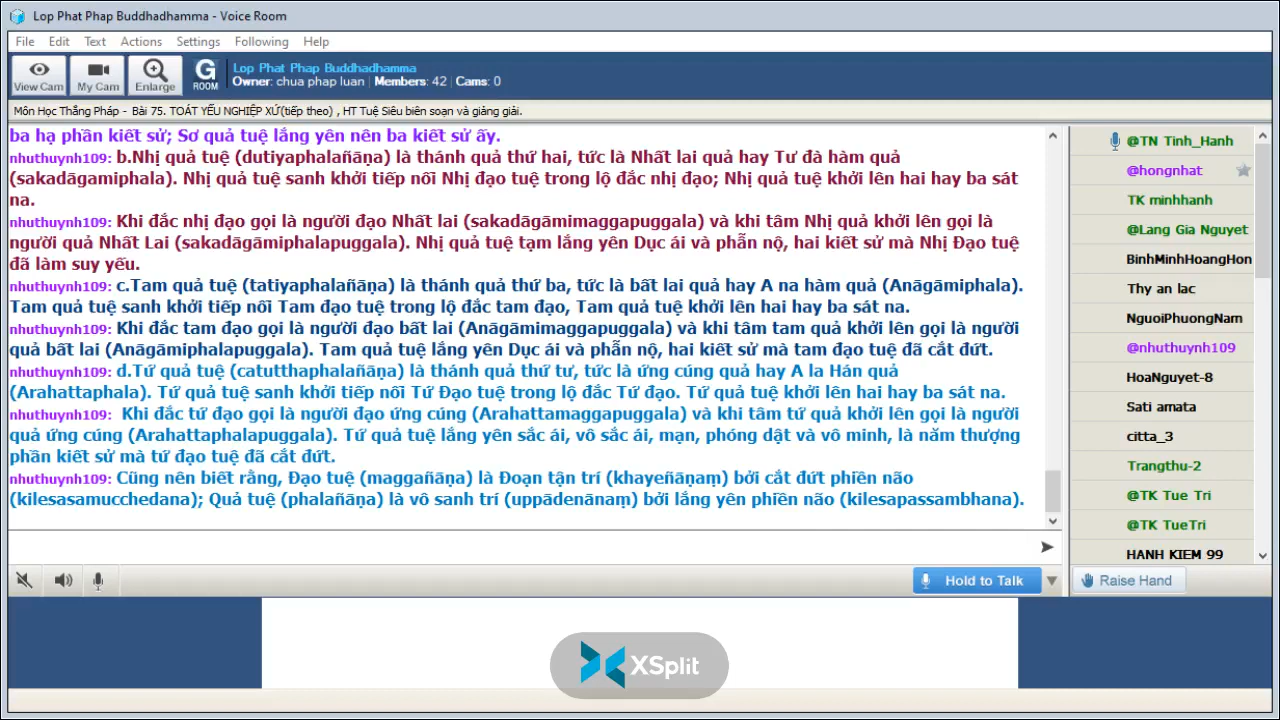 Lop Phat Phap Buddhadhamma - Voice Room
File Edit Text Actions Settings Following Help
View Cam My Cam Enlarge G ROOM
Lop Phat Phap Buddhadhamma
Owner: chua phap luan | Members: 42 | Cams: 0
Môn Học Thắng Pháp - Bài 75. TOÁT YẾU NGHIỆP XỨ(tiếp theo) , HT Tuệ Siêu biên soạn và giảng giải.
ba hạ phần kiết sử; Sơ quả tuệ lắng yên nên ba kiết sử ấy.
nhuthuynh109: b.Nhị quả tuệ (dutiyaphalañāṇa) là thánh quả thứ hai, tức là Nhất lai quả hay Tư đà hàm quả
(sakadāgamiphala). Nhị quả tuệ sanh khởi tiếp nối Nhị đạo tuệ trong lộ đắc nhị đạo; Nhị quả tuệ khởi lên hai hay ba sát
na.
nhuthuynh109: Khi đắc nhị đạo gọi là người đạo Nhất lai (sakadāgāmimaggapuggala) và khi tâm Nhị quả khởi lên gọi là
người quả Nhất Lai (sakadāgāmiphalapuggala). Nhị quả tuệ tạm lắng yên Dục ái và phẫn nộ, hai kiết sử mà Nhị Đạo tuệ
đã làm suy yếu.
nhuthuynh109: c.Tam quả tuệ (tatiyaphalañāṇa) là thánh quả thứ ba, tức là bất lai quả hay A na hàm quả (Anāgāmiphala).
Tam quả tuệ sanh khởi tiếp nối Tam đạo tuệ trong lộ đắc tam đạo, Tam quả tuệ khởi lên hai hay ba sát na.
nhuthuynh109: Khi đắc tam đạo gọi là người đạo bất lai (Anāgāmimaggapuggala) và khi tâm tam quả khởi lên gọi là người
quả bất lai (Anāgāmiphalapuggala). Tam quả tuệ lắng yên Dục ái và phẫn nộ, hai kiết sử mà tam đạo tuệ đã cắt đứt.
nhuthuynh109: d.Tứ quả tuệ (catutthaphalañāṇa) là thánh quả thứ tư, tức là ứng cúng quả hay A la Hán quả
(Arahattaphala). Tứ quả tuệ sanh khởi tiếp nối Tứ Đạo tuệ trong lộ đắc Tứ đạo. Tứ quả tuệ khởi lên hai hay ba sát na.
nhuthuynh109: Khi đắc tứ đạo gọi là người đạo ứng cúng (Arahattamaggapuggala) và khi tâm tứ quả khởi lên gọi là người
quả ứng cúng (Arahattaphalapuggala). Tứ quả tuệ lắng yên sắc ái, vô sắc ái, mạn, phóng dật và vô minh, là năm thượng
phần kiết sử mà tứ đạo tuệ đã cắt đứt.
nhuthuynh109: Cũng nên biết rằng, Đạo tuệ (maggañāṇa) là Đoạn tận trí (khayeñāṇaṃ) bởi cắt đứt phiền não
(kilesasamucchedana); Quả tuệ (phalañāṇa) là vô sanh trí (uppādenāṇaṃ) bởi lắng yên phiền não (kilesapassambhana).
@TN Tinh_Hanh
@hongnhat
TK minhhanh
@Lang Gia Nguyet
BinhMinhHoangHon
Thy an lac
NguoiPhuongNam
@nhuthuynh109
HoaNguyet-8
Sati amata
citta_3
Trangthu-2
@TK Tue Tri
@TK TueTri
HANH KIEM 99
Hold to Talk
Raise Hand
XSplit